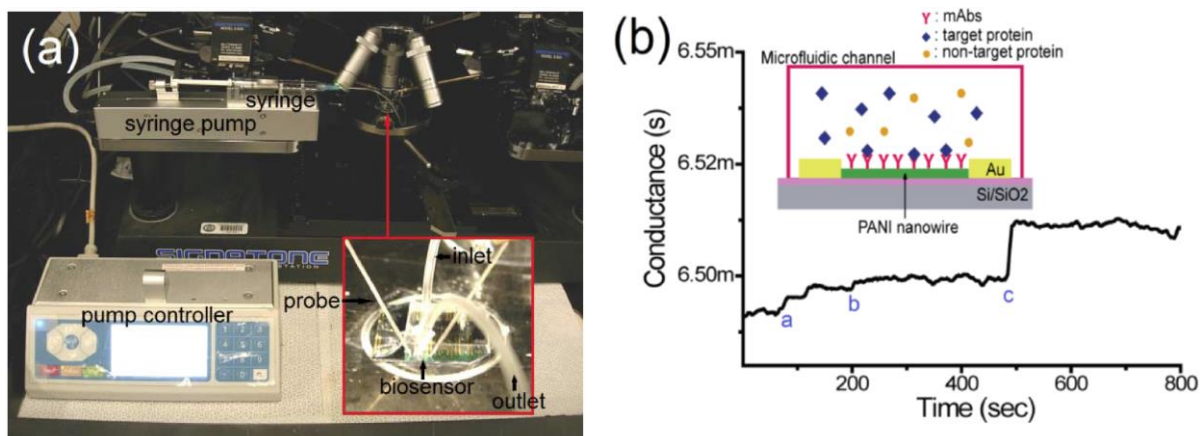 (a)
syringe
syringe pump
SIGNATONE
inlet
probe
pump controller
biosensor
outlet
(b)
Y : mAbs
: target protein
: non-target protein
Microfluidic channel
Au
Si/SiO2
PANI nanowire
Conductance (s)
6.55m
6.52m
6.50m
a
b
c
200
400
600
800
Time (sec)